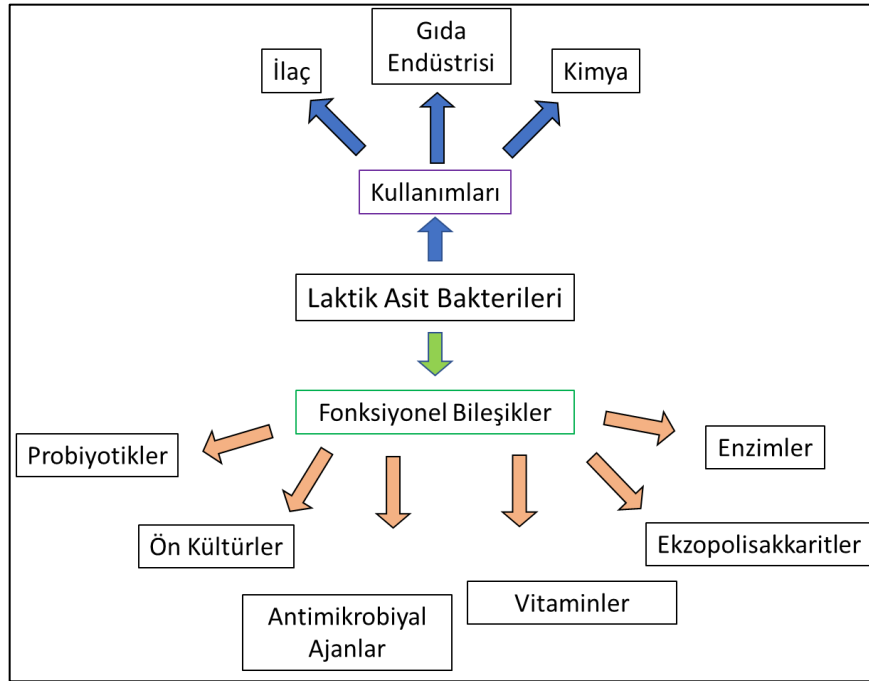 Gıda
Endüstrisi
İlaç
Kimya
Kullanımları
Laktik Asit Bakterileri
Fonksiyonel Bileşikler
Probiyotikler
Enzimler
Ön Kültürler
Ekzopolisakkaritler
Antimikrobiyal
Ajanlar
Vitaminler